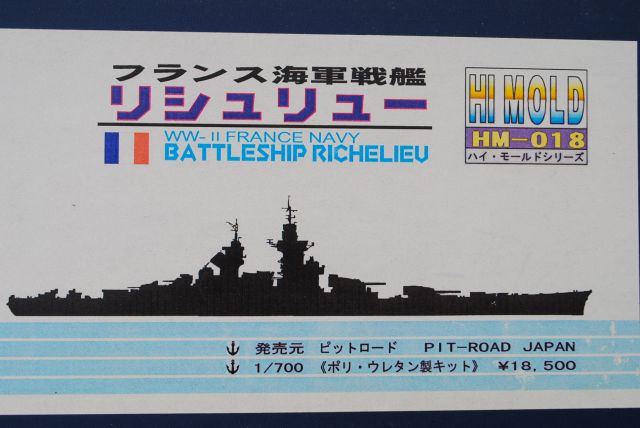 フランス海軍戦艦
リシュリュー
WW-II FRANCE NAVY
BATTLESHIP RICHELIEU
HI MOLD
HM-018
ハイ・モールドシリーズ
発売元 ピットロード PIT-ROAD JAPAN
1/700 《ポリ・ウレタン製キット》 ¥18,500